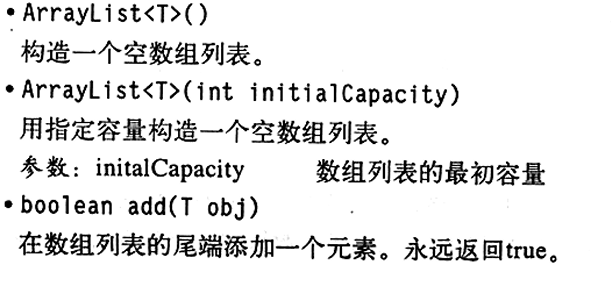 • ArrayList<T>()
构造一个空数组列表。
• ArrayList<T>(int initialCapacity)
用指定容量构造一个空数组列表。
参数：initalCapacity 数组列表的最初容量
• boolean add(T obj)
在数组列表的尾端添加一个元素。永远返回true。